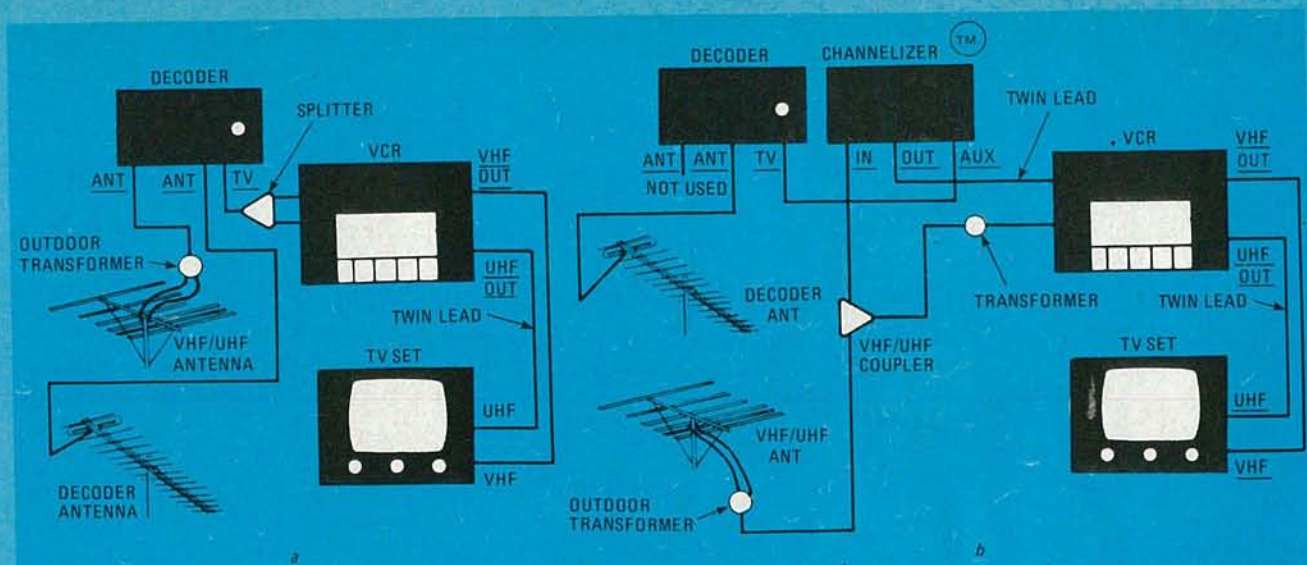 DECODER
SPLITTER
VCR
VHF
OUT
ANT
ANT
TV
OUTDOOR
TRANSFORMER
VHF/UHF
ANTENNA
UHF
OUT
TWIN LEAD
TV SET
UHF
VHF
DECODER
ANTENNA
a
DECODER
CHANNELIZER TM
TWIN LEAD
VCR
VHF
OUT
ANT
ANT
TV
IN
OUT
AUX
NOT USED
UHF
OUT
DECODER
ANT
TRANSFORMER
TWIN LEAD
VHF/UHF
COUPLER
TV SET
VHF/UHF
ANT
UHF
OUTDOOR
TRANSFORMER
VHF
b